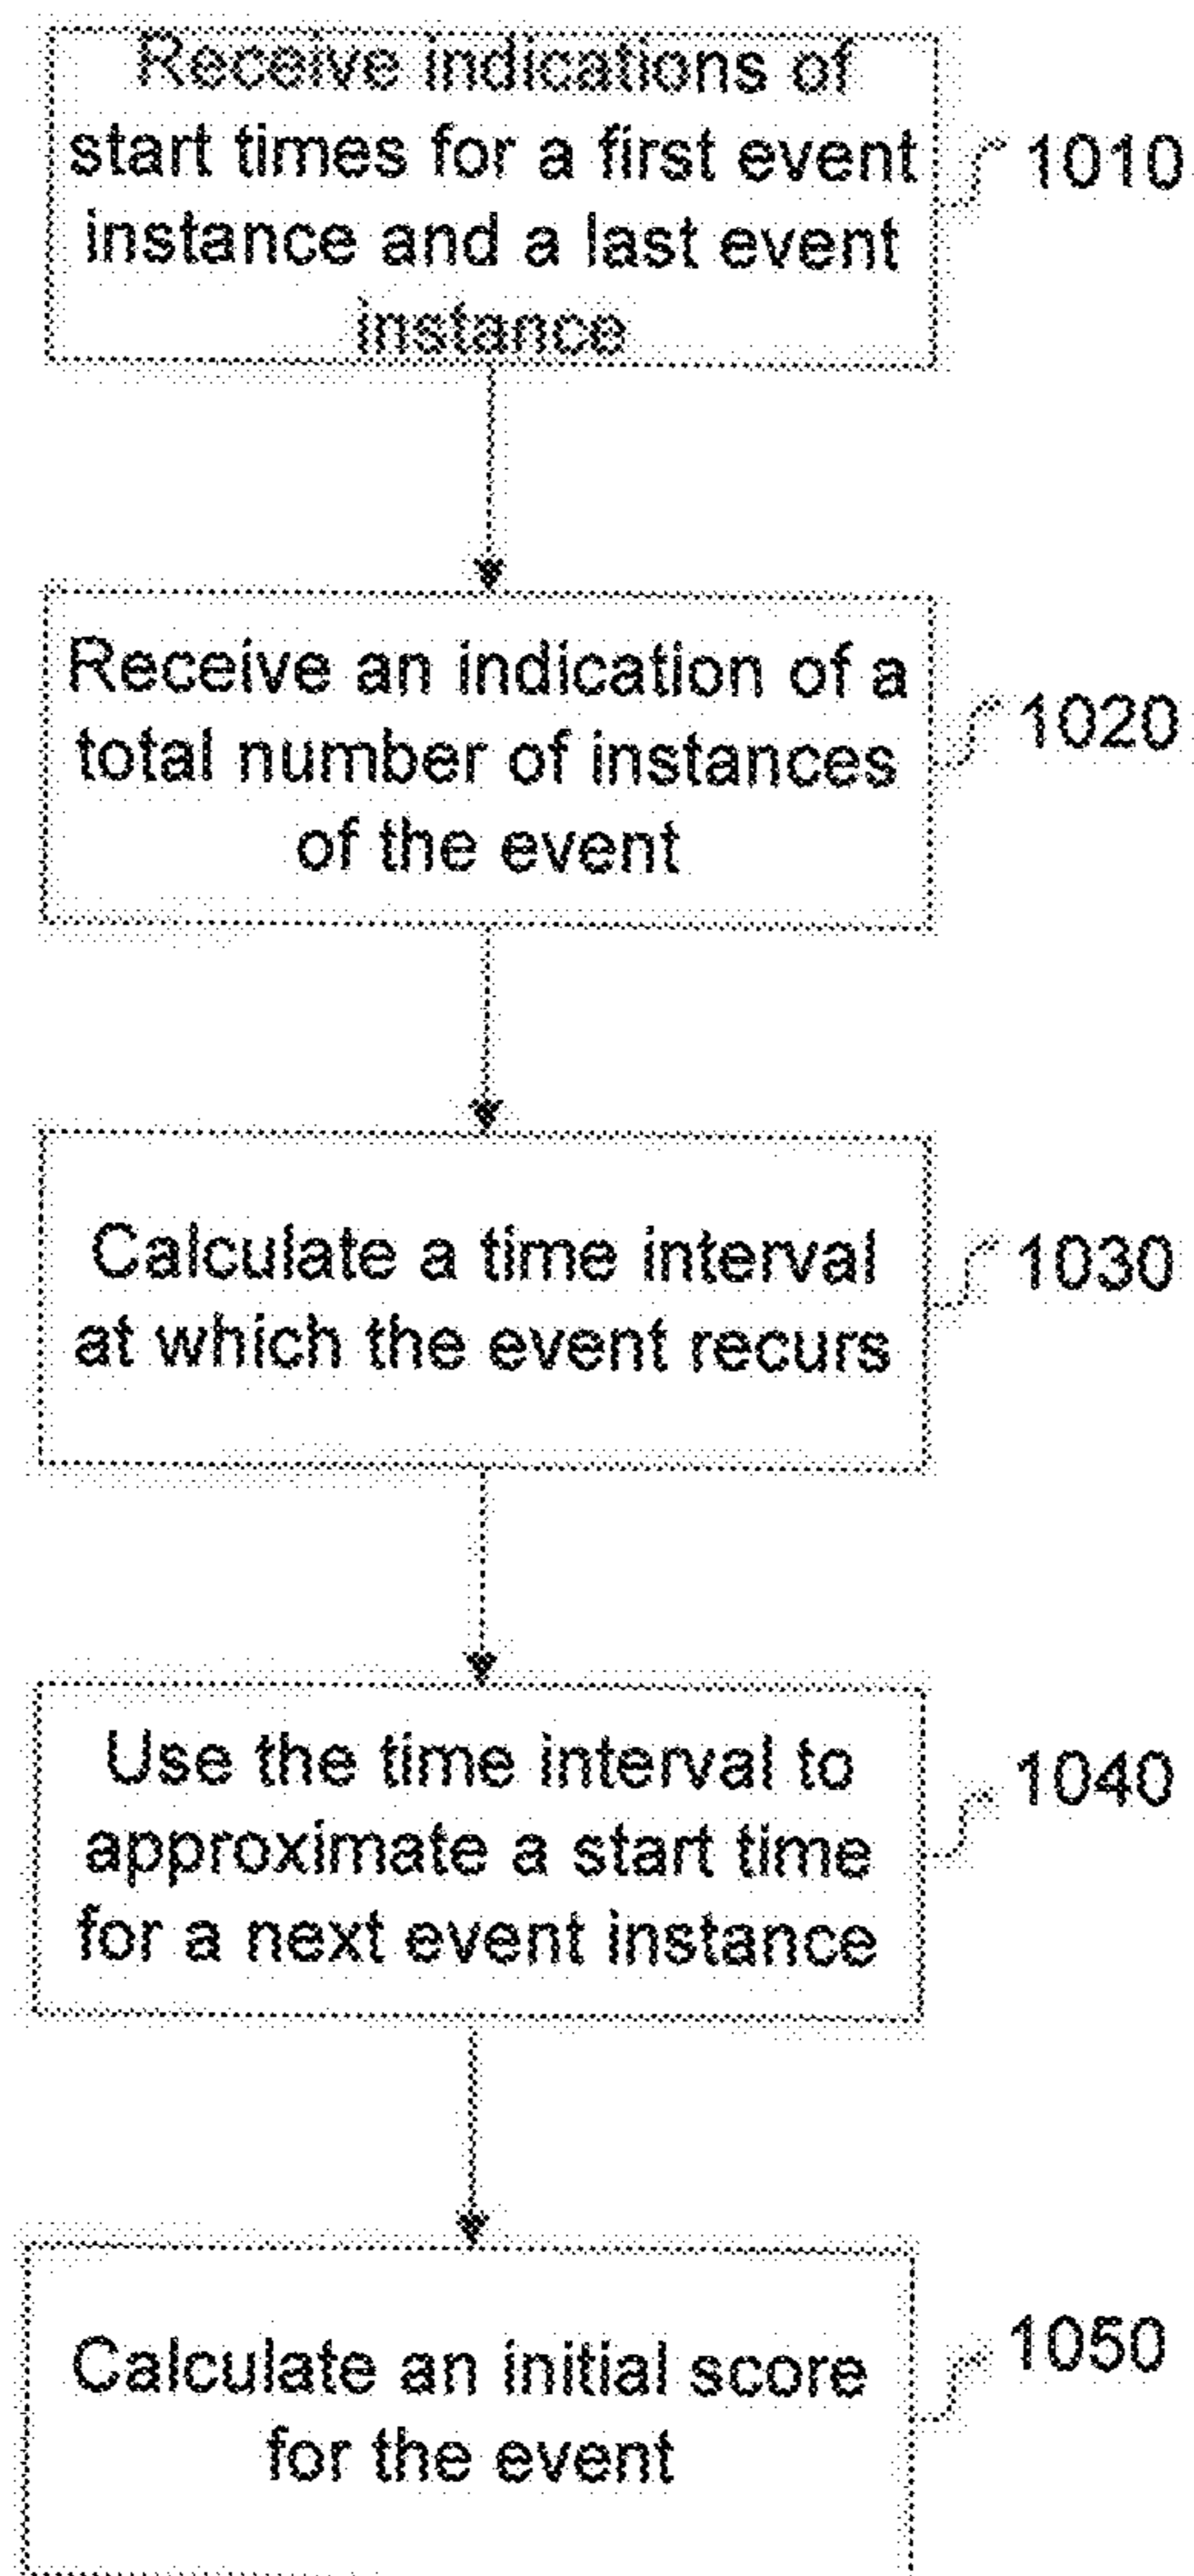 Receive indications of
start times for a first event
instance and a last event
instance
1010
Receive an indication of a
total number of instances
of the event
1020
Calculate a time interval
at which the event recurs
1030
Use the time interval to
approximate a start time
for a next event instance
1040
Calculate an initial score
for the event
1050